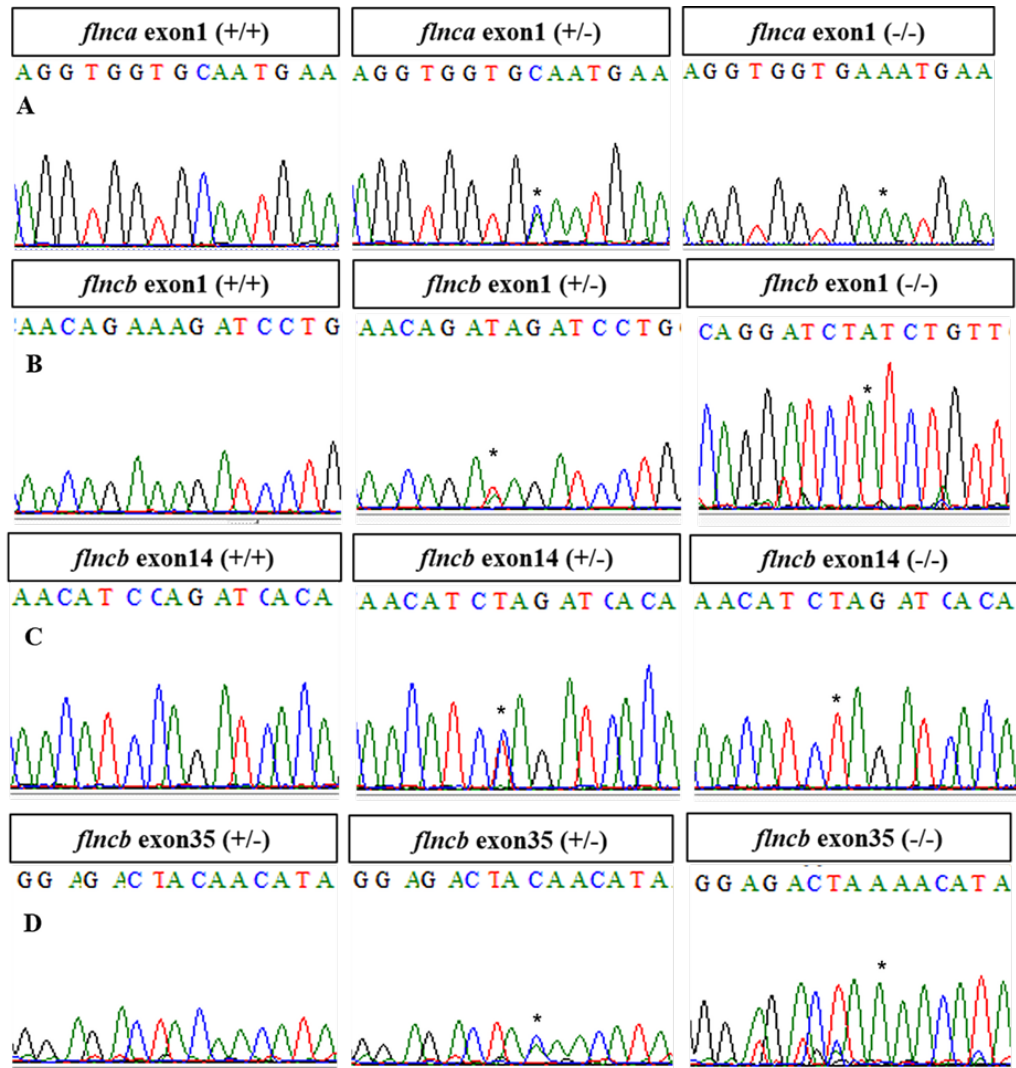 flnca exon1 (+/+) flnca exon1 (+/-) flnca exon1 (-/-)
AGGTGGTGCAATGAA AGGTGGTGCAATGAA AGGTGGTGAAATGAA
A
* *
flncb exon1 (+/+) flncb exon1 (+/-) flncb exon1 (-/-)
AACAGAAAGATCCTG AACAGATAGATCCTG CAGGATCTATCTGTT
B
* *
flncb exon14 (+/+) flncb exon14 (+/-) flncb exon14 (-/-)
AACATCCAGATCACA AACATCTAGATCACA AACATCTAGATCACA
C
* *
flncb exon35 (+/-) flncb exon35 (+/-) flncb exon35 (-/-)
GGAGACTACAACATA GGAGACTACAACATA GGAGACTAAAACATA
D
* *